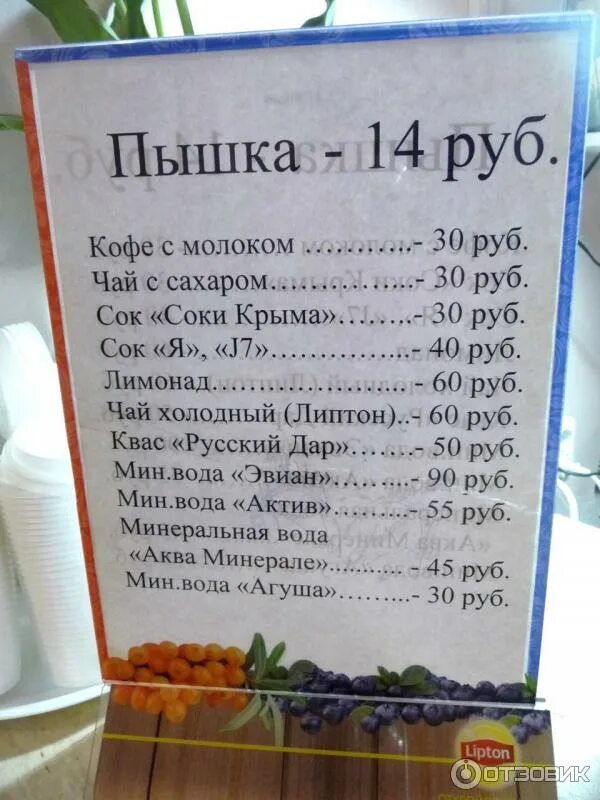 Пышка - 14 руб.
Кофе с молоком ………...- 30 руб.
Чай с сахаром……………..- 30 руб.
Сок «Соки Крыма»……...- 30 руб.
Сок «Я», «J7»……………..- 40 руб.
Лимонад…………………...- 60 руб.
Чай холодный (Липтон)..- 60 руб.
Квас «Русский Дар»…….- 50 руб.
Мин.вода «Эвиан»………- 90 руб.
Мин.вода «Актив»……...- 55 руб.
Минеральная вода
«Аква Минерале»………..- 45 руб.
Мин.вода «Агуша»……...- 30 руб.
Lipton
ОТЗОВИК